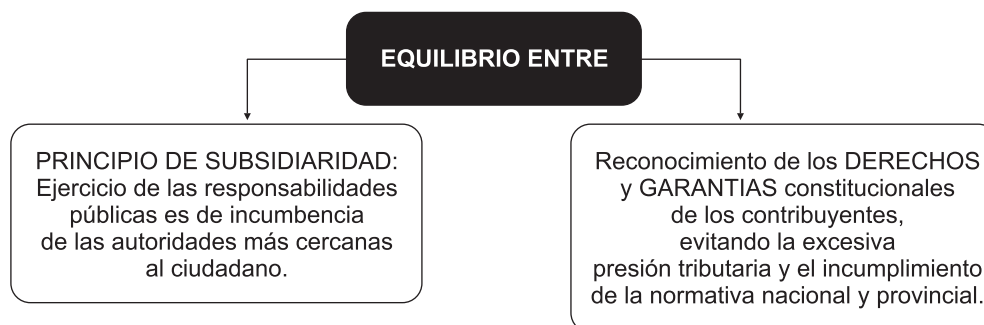 EQUILIBRIO ENTRE
PRINCIPIO DE SUBSIDIARIDAD:
Ejercicio de las responsabilidades
públicas es de incumbencia
de las autoridades más cercanas
al ciudadano.
Reconocimiento de los DERECHOS
y GARANTIAS constitucionales
de los contribuyentes,
evitando la excesiva
presión tributaria y el incumplimiento
de la normativa nacional y provincial.